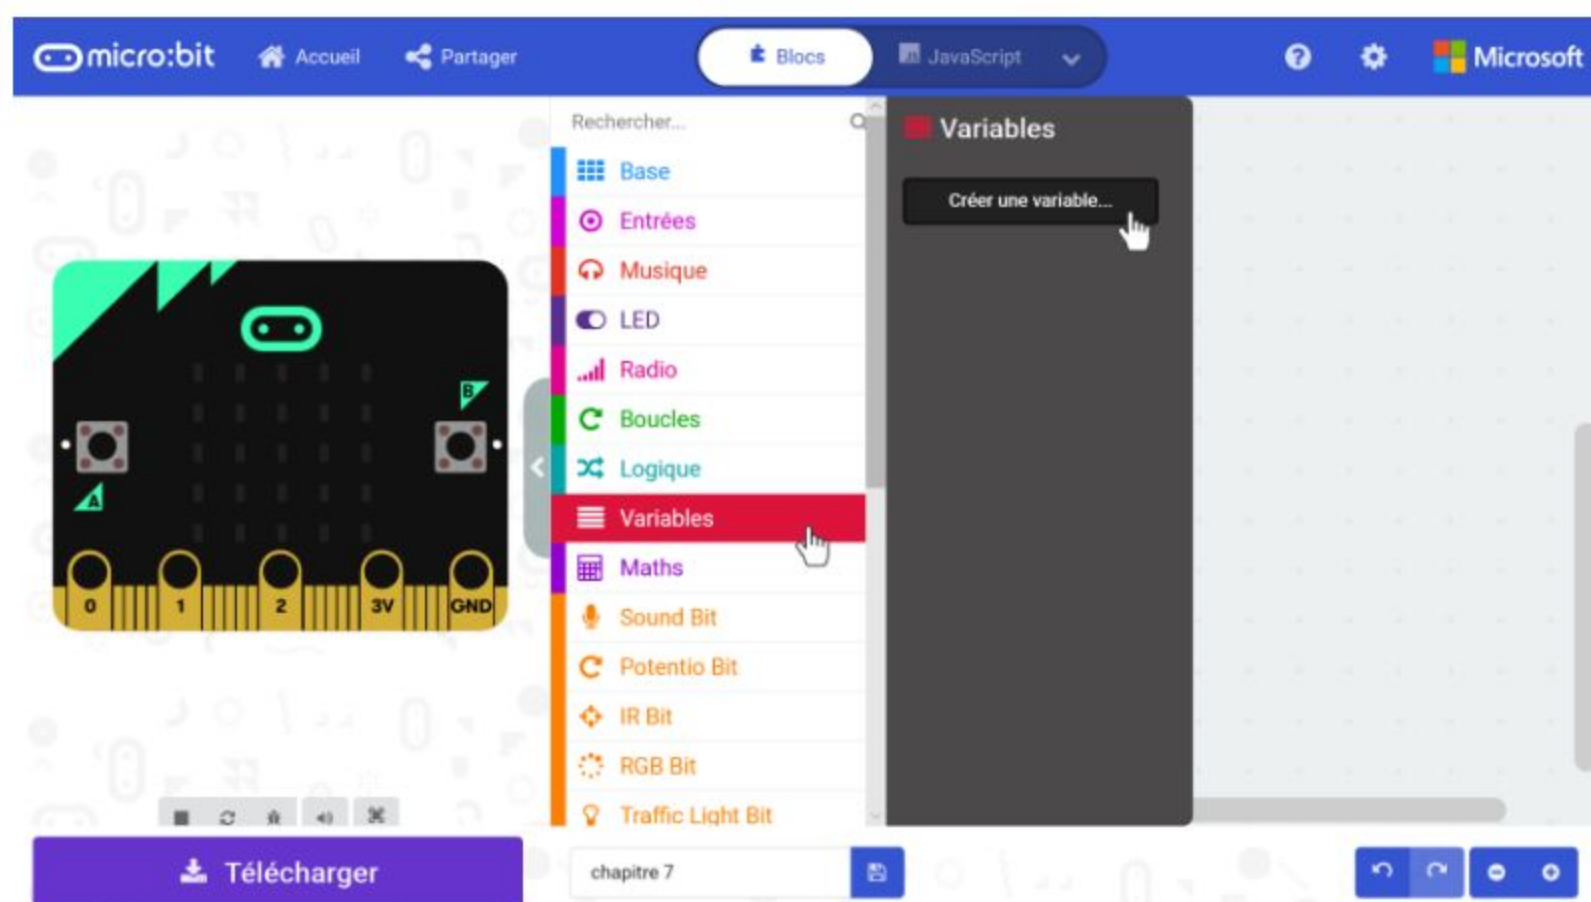 micro:bit
Accueil
Partager
Blocs
JavaScript
Microsoft
Rechercher...
Base
Entrées
Musique
LED
Radio
Boucles
Logique
Variables
Maths
Sound Bit
Potentio Bit
IR Bit
RGB Bit
Traffic Light Bit
Variables
Créer une variable...
B
A
0 1 2 3V GND
Télécharger
chapitre 7